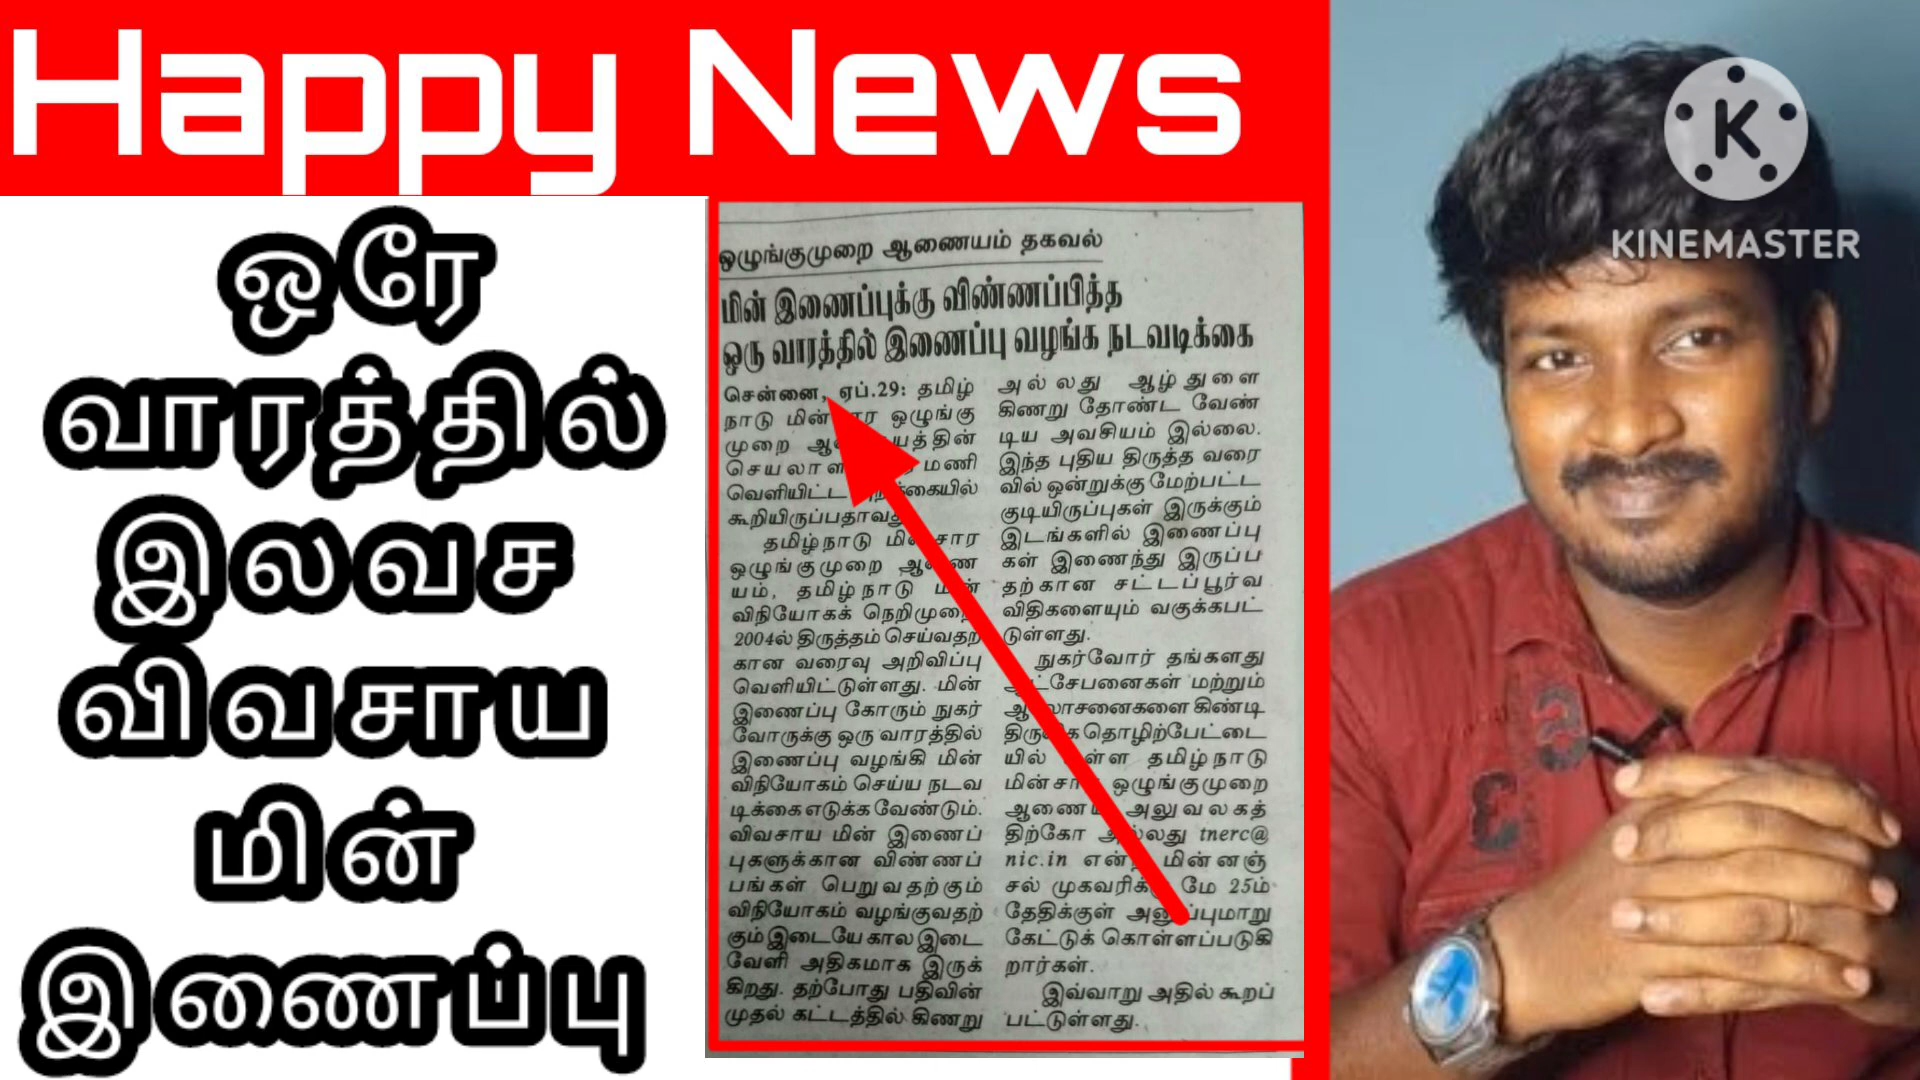 Happy News
ஒரே
வாரத்தில்
இலவச
விவசாய
மின்
இணைப்பு
ஒழுங்குமுறை ஆணையம் தகவல்
மின் இணைப்புக்கு விண்ணப்பித்த
ஒரு வாரத்தில் இணைப்பு வழங்க நடவடிக்கை
சென்னை, ஏப்.29: தமிழ்
நாடு ஒழுங்கு
முறை
மணி
வெளியிட்ட
கூறியிருப்பதாவது
தமிழ்நாடு மின்சார
ஒழுங்குமுறை ஆணை
யம், தமிழ்நாடு மின்
விநியோகக் நெறிமுறை
2004ல் திருத்தம் செய்வதற்
கான வரைவு அறிவிப்பு
வெளியிட்டுள்ளது. மின்
இணைப்பு கோரும் நுகர்
வோருக்கு ஒரு வாரத்தில்
இணைப்பு வழங்கி மின்
விநியோகம் செய்ய நடவ
டிக்கை எடுக்க வேண்டும்.
விவசாய மின் இணைப்
புகளுக்கான விண்ணப்
பங்கள் பெறுவதற்கும்
விநியோகம் வழங்குவதற்
கும் இடையே கால இடை
வேளி அதிகமாக இருக்
கிறது. தற்போது பதிவின்
முதல் கட்டத்தில் கிணறு
அல்லது ஆழ்துளை
கிணறு தோண்ட வேண்
டிய அவசியம் இல்லை.
இந்த புதிய திருத்த வரை
வில் ஒன்றுக்கு மேற்பட்ட
குடியிருப்புகள் இருக்கும்
இடங்களில் இணைப்பு
கள் இணைந்து இருப்ப
தற்கான சட்டப்பூர்வ
விதிகளையும் வகுக்கபட்
டுள்ளது.
நுகர்வோர் தங்களது
ஆட்சேபனைகள் மற்றும்
ஆலோசனைகளை கிண்டி
திரு தொழிற்பேட்டை
யில் உள்ள தமிழ்நாடு
மின்சார ஒழுங்குமுறை
ஆணைய அலுவலகத்
திற்கோ அல்லது tnerc@
nic.in என்ற மின்னஞ்
சல் முகவரிக்கு மே 25ம்
தேதிக்குள் அனுப்புமாறு
கேட்டுக் கொள்ளப்படுகி
றார்கள்.
இவ்வாறு அதில் கூறப்
பட்டுள்ளது.
K
KINEMASTER